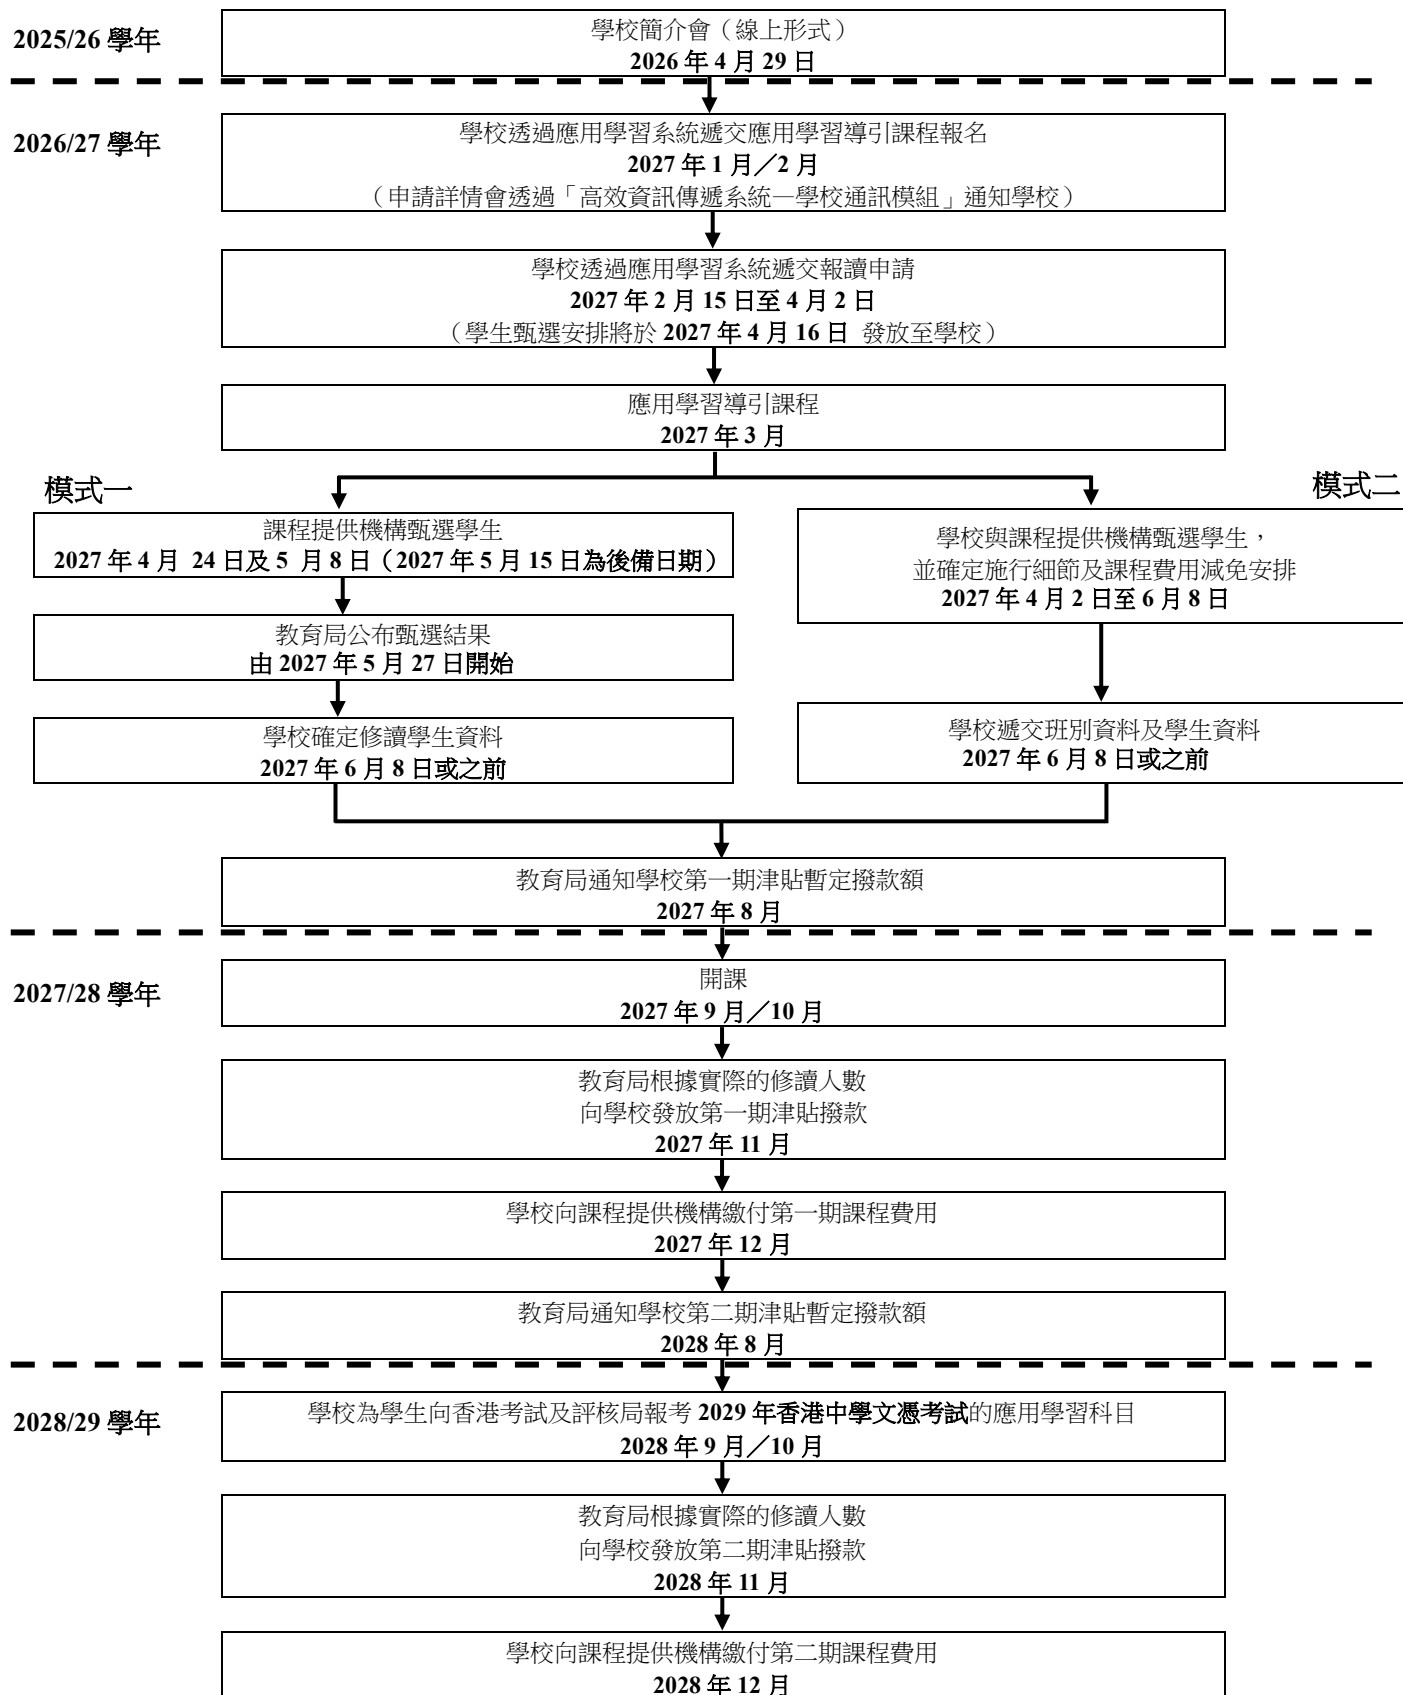 2025/26 學年
學校簡介會（線上形式）
2026 年 4 月 29 日
2026/27 學年
學校透過應用學習系統遞交應用學習導引課程報名
2027 年 1 月／2 月
（申請詳情會透過「高效資訊傳遞系統—學校通訊模組」通知學校）
學校透過應用學習系統遞交報讀申請
2027 年 2 月 15 日至 4 月 2 日
（學生甄選安排將於 2027 年 4 月 16 日 發放至學校）
應用學習導引課程
2027 年 3 月
模式一
課程提供機構甄選學生
2027 年 4 月 24 日及 5 月 8 日（2027 年 5 月 15 日為後備日期）
教育局公布甄選結果
由 2027 年 5 月 27 日開始
學校確定修讀學生資料
2027 年 6 月 8 日或之前
模式二
學校與課程提供機構甄選學生，
並確定施行細節及課程費用減免安排
2027 年 4 月 2 日至 6 月 8 日
學校遞交班別資料及學生資料
2027 年 6 月 8 日或之前
教育局通知學校第一期津貼暫定撥款額
2027 年 8 月
2027/28 學年
開課
2027 年 9 月／10 月
教育局根據實際的修讀人數
向學校發放第一期津貼撥款
2027 年 11 月
學校向課程提供機構繳付第一期課程費用
2027 年 12 月
教育局通知學校第二期津貼暫定撥款額
2028 年 8 月
2028/29 學年
學校為學生向香港考試及評核局報考 2029 年香港中學文憑考試的應用學習科目
2028 年 9 月／10 月
教育局根據實際的修讀人數
向學校發放第二期津貼撥款
2028 年 11 月
學校向課程提供機構繳付第二期課程費用
2028 年 12 月